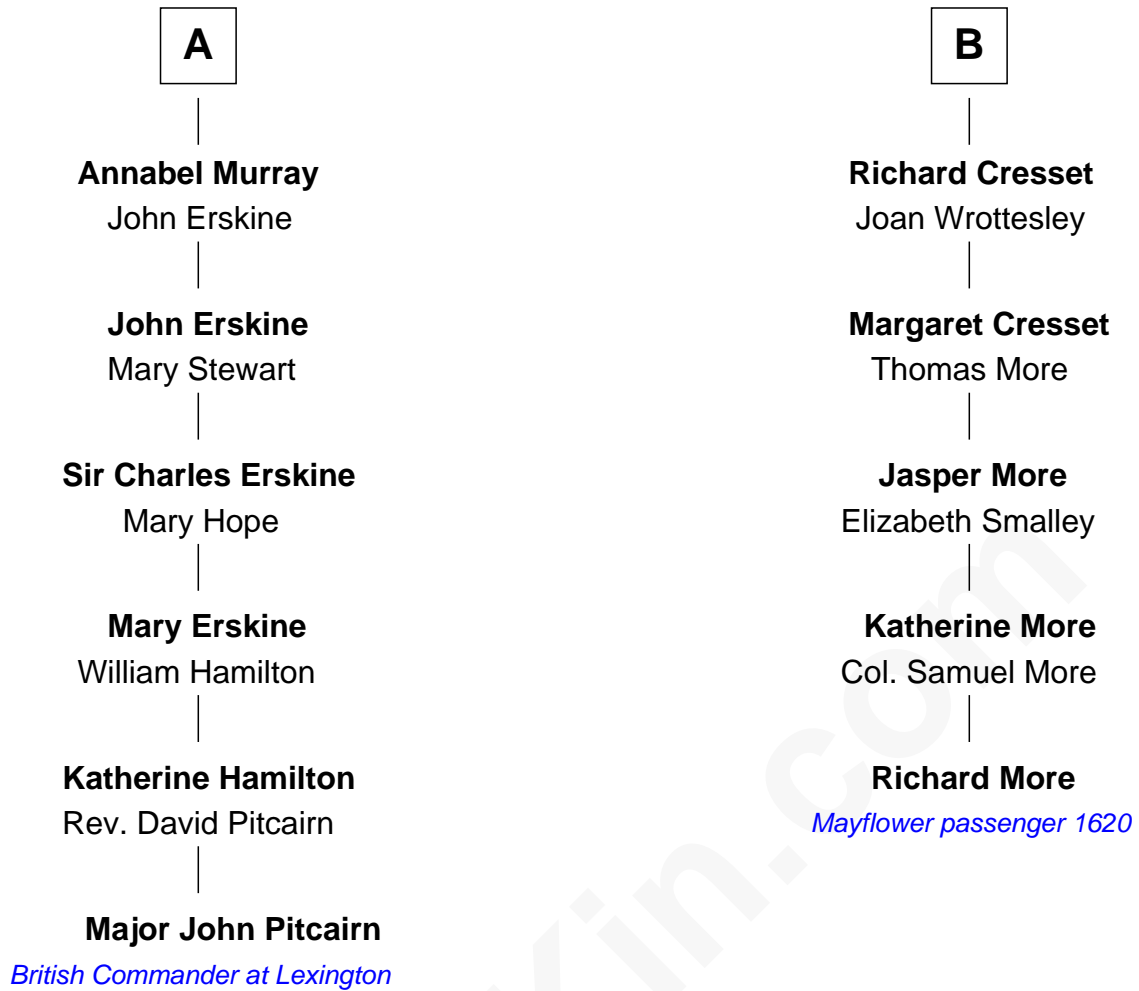 A
Annabel Murray
John Erskine
John Erskine
Mary Stewart
Sir Charles Erskine
Mary Hope
Mary Erskine
William Hamilton
Katherine Hamilton
Rev. David Pitcairn
Major John Pitcairn
British Commander at Lexington
B
Richard Cresset
Joan Wrottesley
Margaret Cresset
Thomas More
Jasper More
Elizabeth Smalley
Katherine More
Col. Samuel More
Richard More
Mayflower passenger 1620
Kin.com